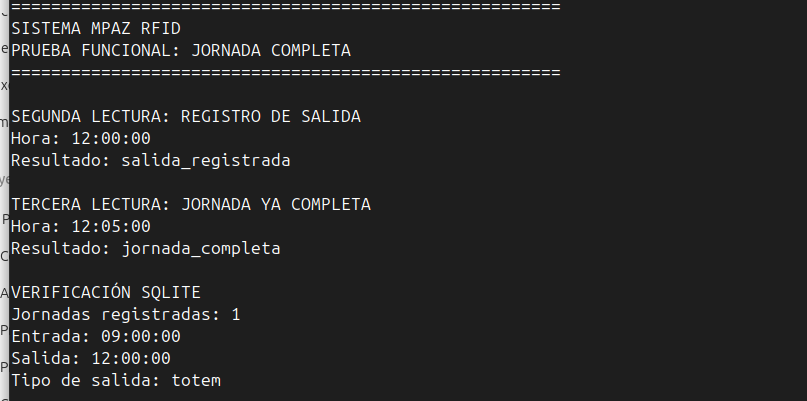 =======================================================
SISTEMA MPAZ RFID
PRUEBA FUNCIONAL: JORNADA COMPLETA
=======================================================
SEGUNDA LECTURA: REGISTRO DE SALIDA
Hora: 12:00:00
Resultado: salida_registrada
TERCERA LECTURA: JORNADA YA COMPLETA
Hora: 12:05:00
Resultado: jornada_completa
VERIFICACIÓN SQLITE
Jornadas registradas: 1
Entrada: 09:00:00
Salida: 12:00:00
Tipo de salida: totem